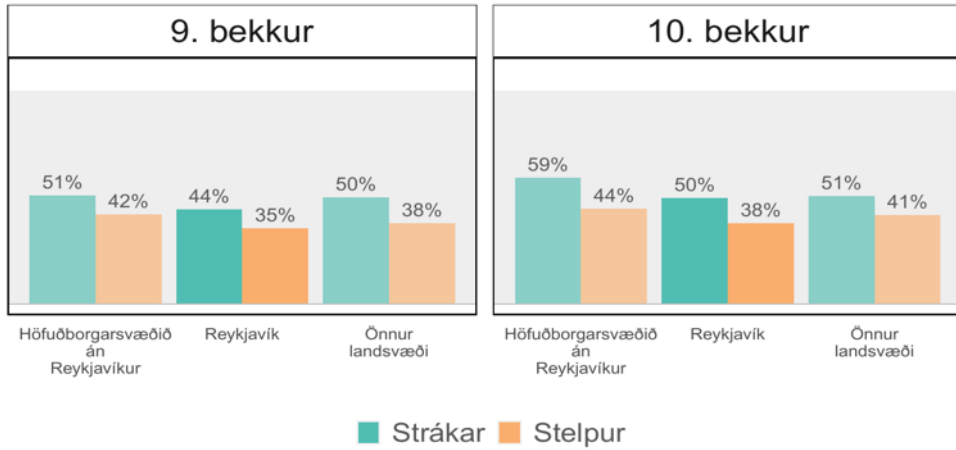 9. bekkur
51%
42%
44%
35%
50%
38%
Höfuðborgarsvæðið
án
Reykjavíkur
Reykjavík
Önnur
landsvæði
10. bekkur
59%
44%
50%
38%
51%
41%
Höfuðborgarsvæðið
án
Reykjavíkur
Reykjavík
Önnur
landsvæði
Strákar
Stelpur